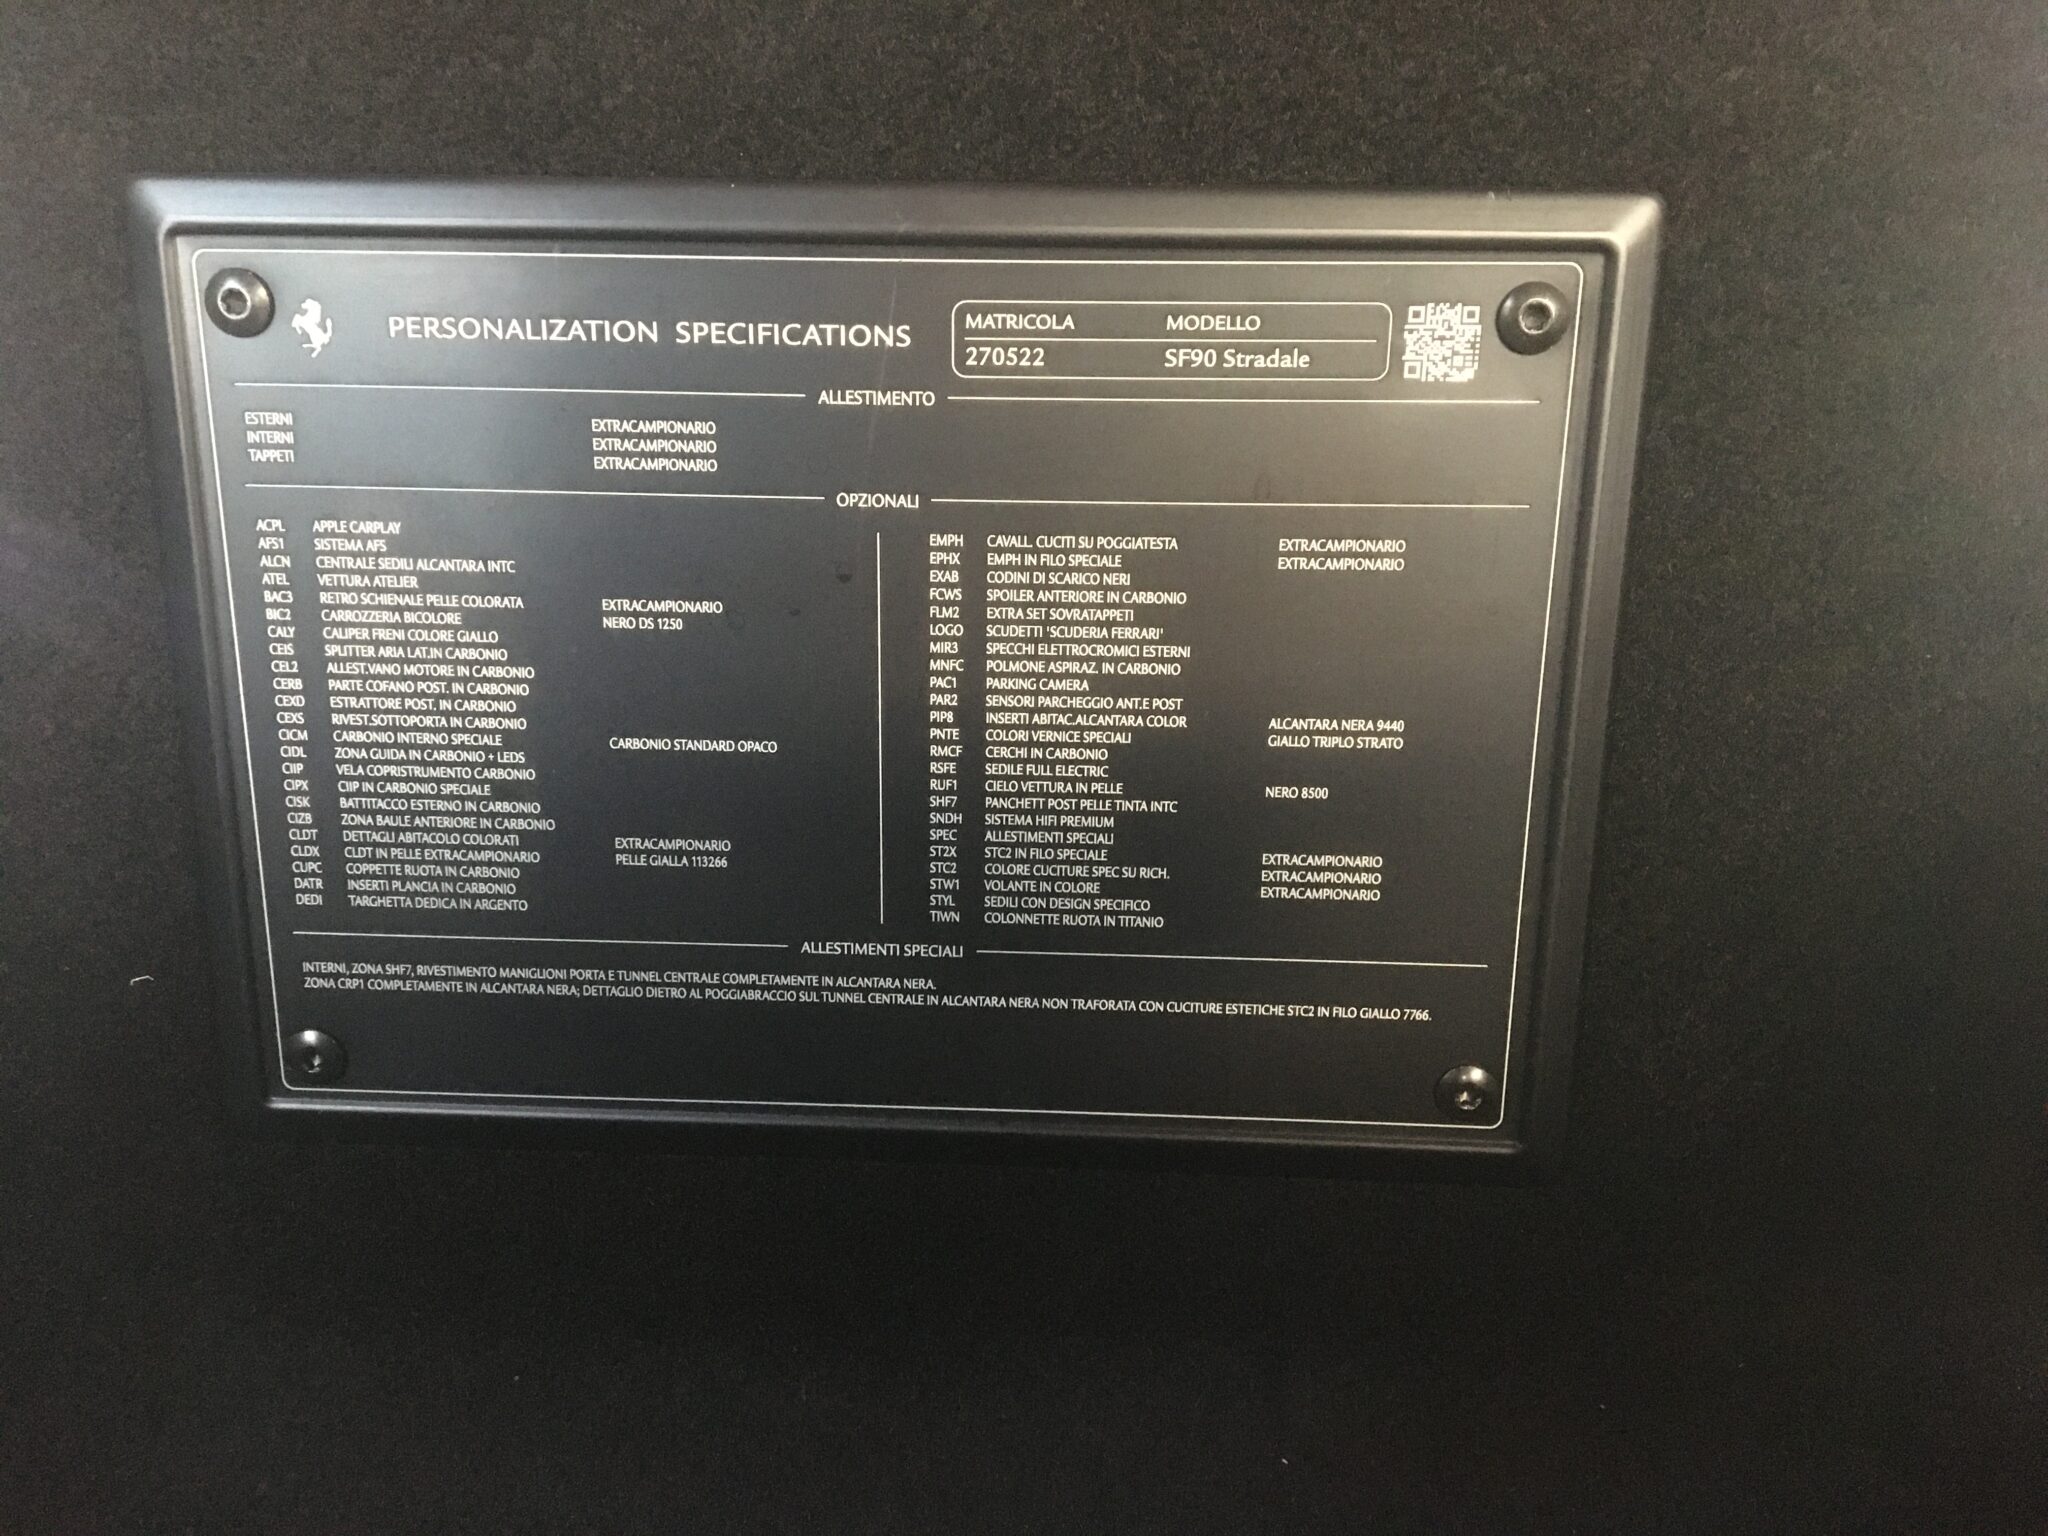 PERSONALIZATION SPECIFICATIONS
MATRICOLA MODELLO
270522 SF90 Stradale
ALLESTIMENTO
ESTERNI EXTRACAMPIONARIO
INTERNI EXTRACAMPIONARIO
TAPPETI EXTRACAMPIONARIO
OPZIONALI
ACPL APPLE CARPLAY
AFS1 SISTEMA AFS
ALCN CENTRALE SEDILI ALCANTARA INTC
ATEL VETTURA ATELIER
BAC3 RETRO SCHIENALE PELLE COLORATA EXTRACAMPIONARIO
BIC2 CARROZZERIA BICOLORE NERO DS 1250
CALY CALIPER FRENI COLORE GIALLO
CEIS SPLITTER ARIA LAT.IN CARBONIO
CEL2 ALLEST.VANO MOTORE IN CARBONIO
CERB PARTE COFANO POST. IN CARBONIO
CEXD ESTRATTORE POST. IN CARBONIO
CEXS RIVEST.SOTTOPORTA IN CARBONIO
CICM CARBONIO INTERNO SPECIALE CARBONIO STANDARD OPACO
CIDL ZONA GUIDA IN CARBONIO + LEDS
CIIP VELA COPRISTRUMENTO CARBONIO
CIPX CIIP IN CARBONIO SPECIALE
CISK BATTITACCO ESTERNO IN CARBONIO
CIZB ZONA BAULE ANTERIORE IN CARBONIO
CLDT DETTAGLI ABITACOLO COLORATI EXTRACAMPIONARIO
CLDX CLDT IN PELLE EXTRACAMPIONARIO PELLE GIALLA 113266
CUPC COPPETTE RUOTA IN CARBONIO
DATR INSERTI PLANCIA IN CARBONIO
DEDI TARGHETTA DEDICA IN ARGENTO
EMPH CAVALL. CUCITI SU POGGIATESTA EXTRACAMPIONARIO
EPHX EMPH IN FILO SPECIALE EXTRACAMPIONARIO
EXAB CODINI DI SCARICO NERI
FCWS SPOILER ANTERIORE IN CARBONIO
FLM2 EXTRA SET SOVRATAPPETI
LOGO SCUDETTI 'SCUDERIA FERRARI'
MIR3 SPECCHI ELETTROCROMICI ESTERNI
MNFC POLMONE ASPIRAZ. IN CARBONIO
PAC1 PARKING CAMERA
PAR2 SENSORI PARCHEGGIO ANT.E POST
PIP8 INSERTI ABITAC.ALCANTARA COLOR ALCANTARA NERA 9440
PNTE COLORI VERNICE SPECIALI GIALLO TRIPLO STRATO
RMCF CERCHI IN CARBONIO
RSFE SEDILE FULL ELECTRIC
RUF1 CIELO VETTURA IN PELLE NERO 8500
SHF7 PANCHETT POST PELLE TINTA INTC
SNDH SISTEMA HIFI PREMIUM
SPEC ALLESTIMENTI SPECIALI
ST2X STC2 IN FILO SPECIALE EXTRACAMPIONARIO
STC2 COLORE CUCITURE SPEC SU RICH. EXTRACAMPIONARIO
STW1 VOLANTE IN COLORE EXTRACAMPIONARIO
STYL SEDILI CON DESIGN SPECIFICO
TIWN COLONNETTE RUOTA IN TITANIO
ALLESTIMENTI SPECIALI
INTERNI, ZONA SHF7, RIVESTIMENTO MANIGLIONI PORTA E TUNNEL CENTRALE COMPLETAMENTE IN ALCANTARA NERA.
ZONA CRP1 COMPLETAMENTE IN ALCANTARA NERA; DETTAGLIO DIETRO AL POGGIABRACCIO SUL TUNNEL CENTRALE IN ALCANTARA NERA NON TRAFORATA CON CUCITURE ESTETICHE STC2 IN FILO GIALLO 7766.